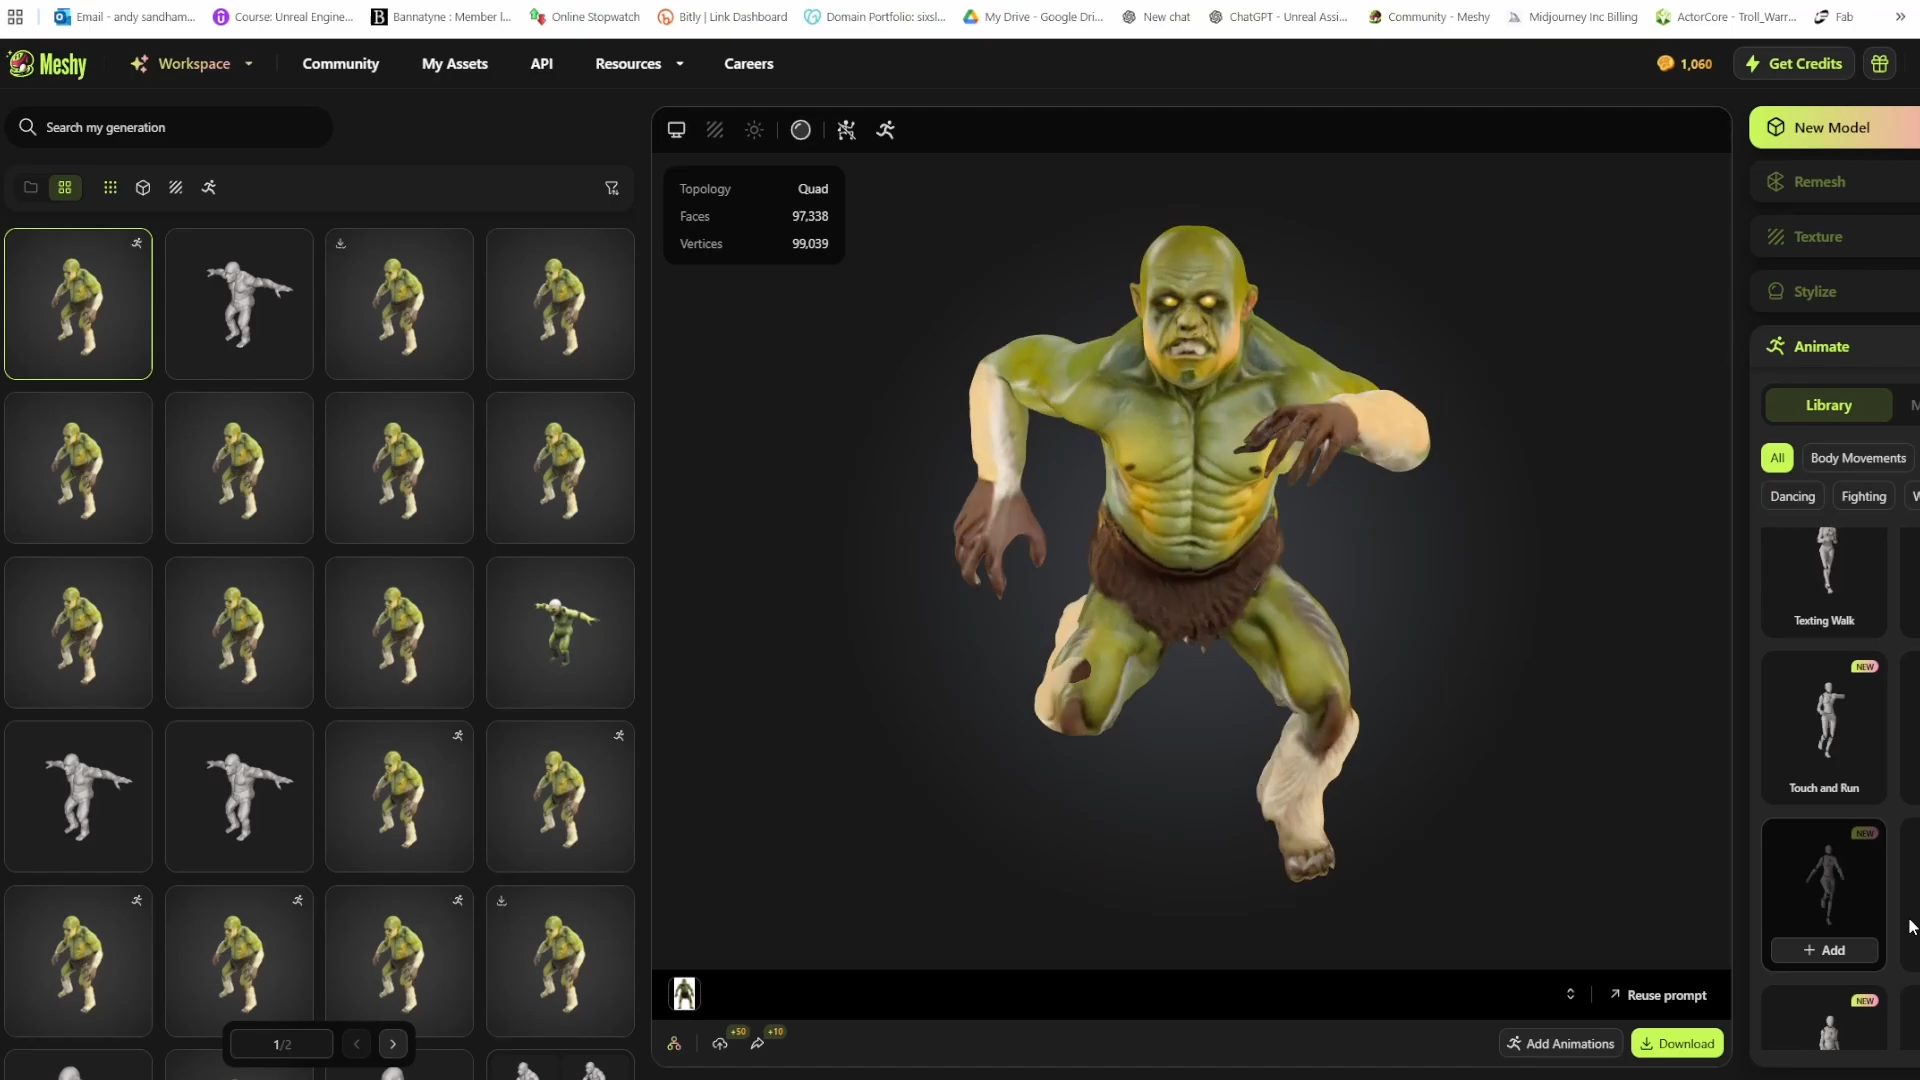 Email - andy sandham...
Course: Unreal Engine...
Bannatyne : Member l...
Online Stopwatch
Bitly | Link Dashboard
Domain Portfolio: sixsl...
My Drive - Google Dri...
New chat
ChatGPT - Unreal Assi...
Community - Meshy
Midjourney Inc Billing
ActorCore - Troll_Warr...
Fab
Meshy
Workspace
Community
My Assets
API
Resources
Careers
1,060
Get Credits
Search my generation
New Model
Topology Quad
Faces 97,338
Vertices 99,039
Remesh
Texture
Stylize
Animate
Library
All
Body Movements
Dancing
Fighting
Texting Walk
NEW
Touch and Run
NEW
+ Add
NEW
Reuse prompt
1/2
+50
+10
Add Animations
Download